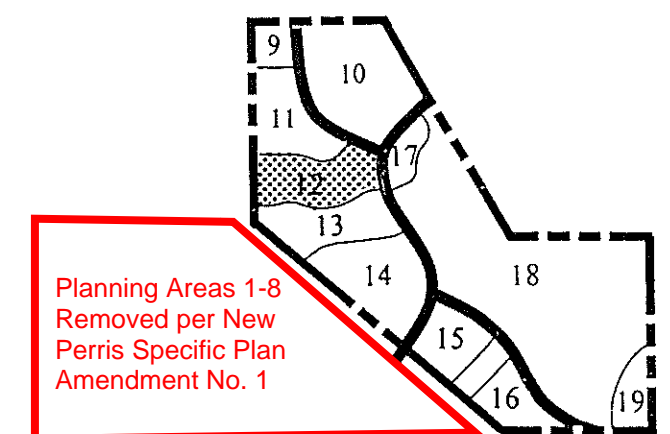 9
10
11
17
12
13
14
18
15
16
19
Planning Areas 1-8
Removed per New
Perris Specific Plan
Amendment No. 1